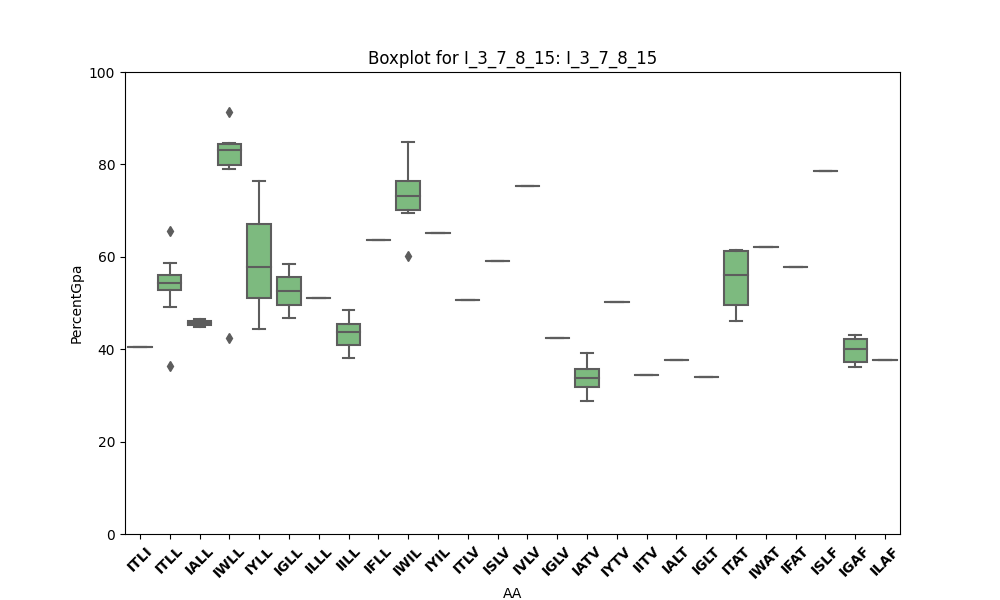 Boxplot for I_3_7_8_15: I_3_7_8_15
100
80
60
40
20
0
PercentGpa
ITLI ITLL IALL IWLL IYLL IGLL ILLL IILL IFLL IWIL IYIL ITLV ISLV IVLV IGLV IATV IYTV IITV IALT IGLT ITAT IWAT IFAT ISLF IGAF ILAF
AA